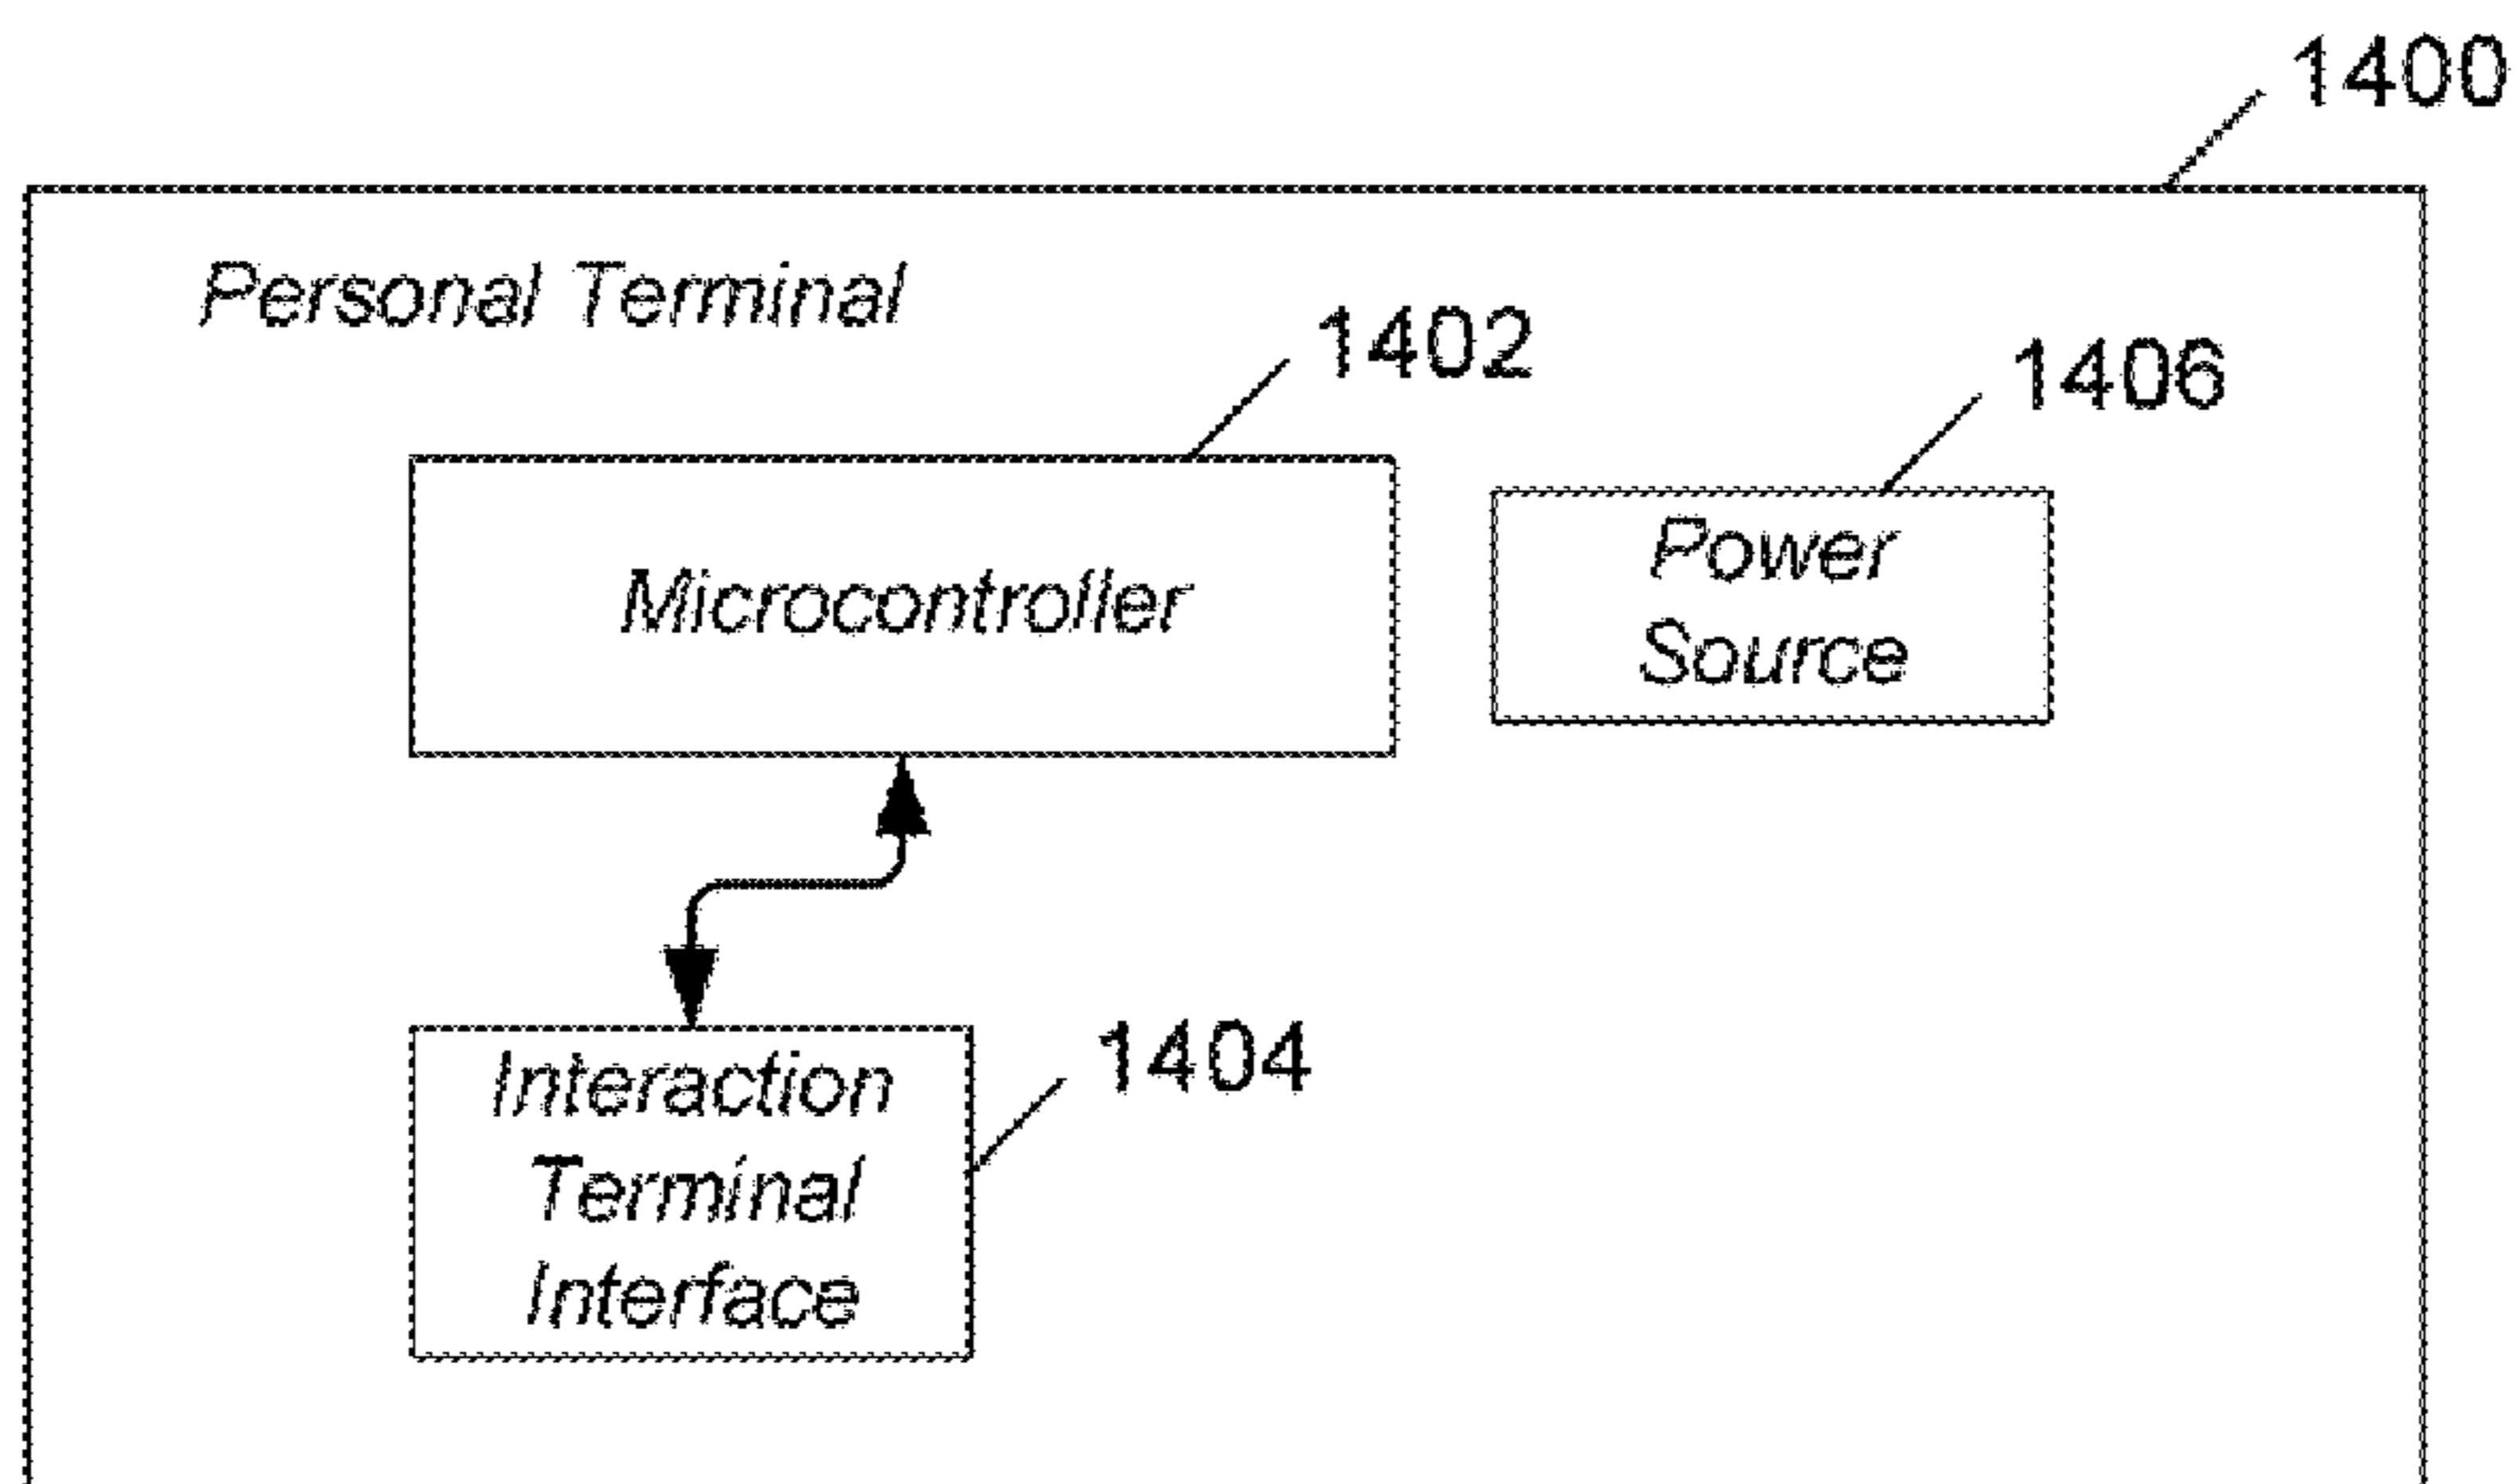 1400
Personal Terminal
1402
1406
Microcontroller
Power
Source
1404
Interaction
Terminal
Interface